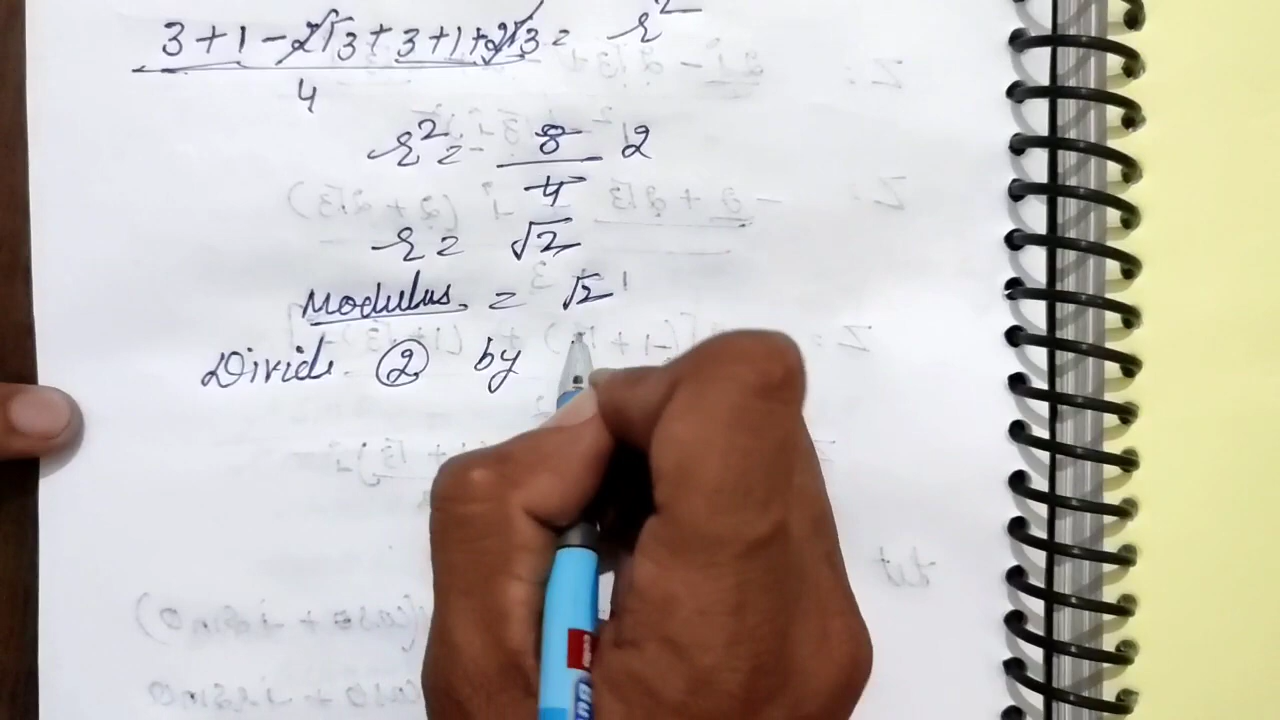 3 + 1 - 2√3 + 3 + 1 + 2√3 = r²
4
r² = 8 2
4
r = √2
Modulus. = √2
Divide ② by